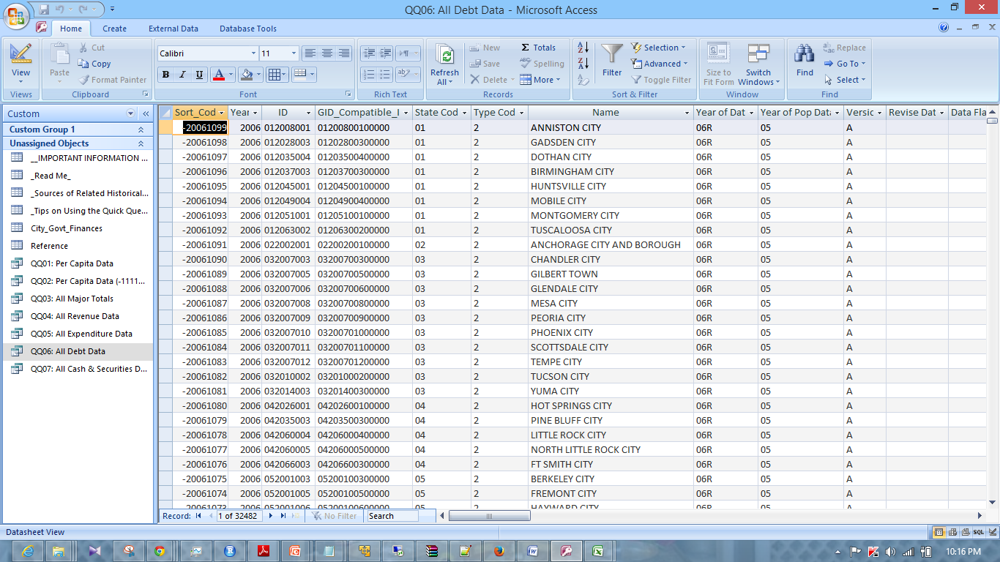 QQ06: All Debt Data - Microsoft Access
Home Create External Data Database Tools
View
Views
Paste
Cut
Copy
Format Painter
Clipboard
Calibri 11
B I U A
Font
Rich Text
Refresh All
New
Save
Delete
Σ Totals
Spelling
More
Records
Filter
Selection
Advanced
Toggle Filter
Sort & Filter
Size to Fit Form
Switch Windows
Window
Find
Replace
Go To
Select
Find
Custom
Custom Group 1
Unassigned Objects
__IMPORTANT INFORMATION ...
_Read Me_
_Sources of Related Historical...
_Tips on Using the Quick Que...
City_Govt_Finances
Reference
QQ01: Per Capita Data
QQ02: Per Capita Data (-1111...
QQ03: All Major Totals
QQ04: All Revenue Data
QQ05: All Expenditure Data
QQ06: All Debt Data
QQ07: All Cash & Securities D...
Sort_Cod Year ID GID_Compatible_I State Cod Type Cod Name Year of Dat Year of Pop Data Versio Revise Dat Data Fla
-20061099 2006 012008001 01200800100000 01 2 ANNISTON CITY 06R 05 A
-20061098 2006 012028003 01202800300000 01 2 GADSDEN CITY 06R 05 A
-20061097 2006 012035004 01203500400000 01 2 DOTHAN CITY 06R 05 A
-20061096 2006 012037003 01203700300000 01 2 BIRMINGHAM CITY 06R 05 A
-20061095 2006 012045001 01204500100000 01 2 HUNTSVILLE CITY 06R 05 A
-20061094 2006 012049004 01204900400000 01 2 MOBILE CITY 06R 05 A
-20061093 2006 012051001 01205100100000 01 2 MONTGOMERY CITY 06R 05 A
-20061092 2006 012063002 01206300200000 01 2 TUSCALOOSA CITY 06R 05 A
-20061091 2006 022002001 02200200100000 02 2 ANCHORAGE CITY AND BOROUGH 06R 05 A
-20061090 2006 032007003 03200700300000 03 2 CHANDLER CITY 06R 05 A
-20061089 2006 032007005 03200700500000 03 2 GILBERT TOWN 06R 05 A
-20061088 2006 032007006 03200700600000 03 2 GLENDALE CITY 06R 05 A
-20061087 2006 032007008 03200700800000 03 2 MESA CITY 06R 05 A
-20061086 2006 032007009 03200700900000 03 2 PEORIA CITY 06R 05 A
-20061085 2006 032007010 03200701000000 03 2 PHOENIX CITY 06R 05 A
-20061084 2006 032007011 03200701100000 03 2 SCOTTSDALE CITY 06R 05 A
-20061083 2006 032007012 03200701200000 03 2 TEMPE CITY 06R 05 A
-20061082 2006 032010002 03201000200000 03 2 TUCSON CITY 06R 05 A
-20061081 2006 032014003 03201400300000 03 2 YUMA CITY 06R 05 A
-20061080 2006 042026001 04202600100000 04 2 HOT SPRINGS CITY 06R 05 A
-20061079 2006 042035003 04203500300000 04 2 PINE BLUFF CITY 06R 05 A
-20061078 2006 042060004 04206000400000 04 2 LITTLE ROCK CITY 06R 05 A
-20061077 2006 042060005 04206000500000 04 2 NORTH LITTLE ROCK CITY 06R 05 A
-20061076 2006 042066003 04206600300000 04 2 FT SMITH CITY 06R 05 A
-20061075 2006 052001003 05200100300000 05 2 BERKELEY CITY 06R 05 A
-20061074 2006 052001005 05200100500000 05 2 FREMONT CITY 06R 05 A
-20061073 2006 052001006 05200100600000 05 2 HAYWARD CITY 06R 05 A
Record: 1 of 32482 No Filter Search
Datasheet View SQL
10:16 PM